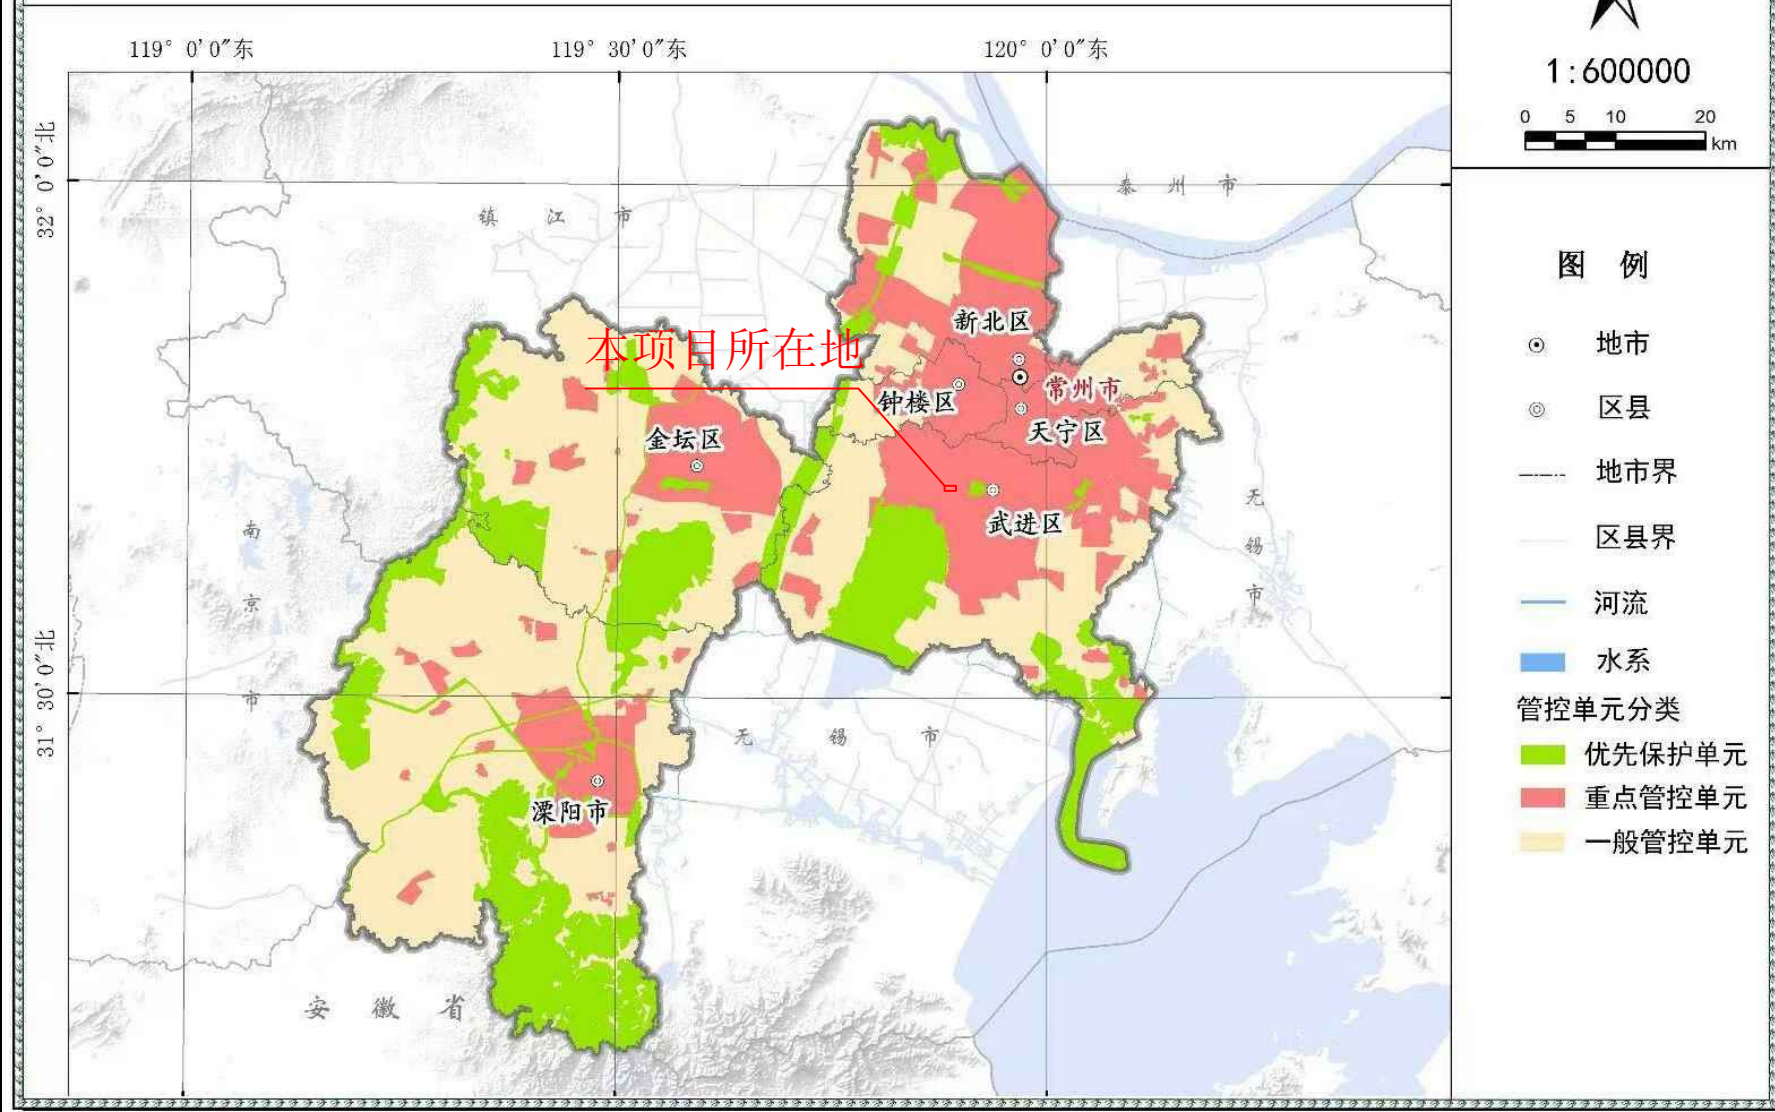 119° 0'0"东
119° 30'0"东
120° 0'0"东
1:600000
0 5 10 20
km
32° 0'0"北
泰州市
镇江市
图 例
新北区
本项目所在地
地市
常州市
钟楼区
区县
天宁区
金坛区
地市界
无锡市
武进区
南京市
区县界
河流
31° 30'0"北
水系
管控单元分类
无锡市
优先保护单元
重点管控单元
溧阳市
一般管控单元
安徽省